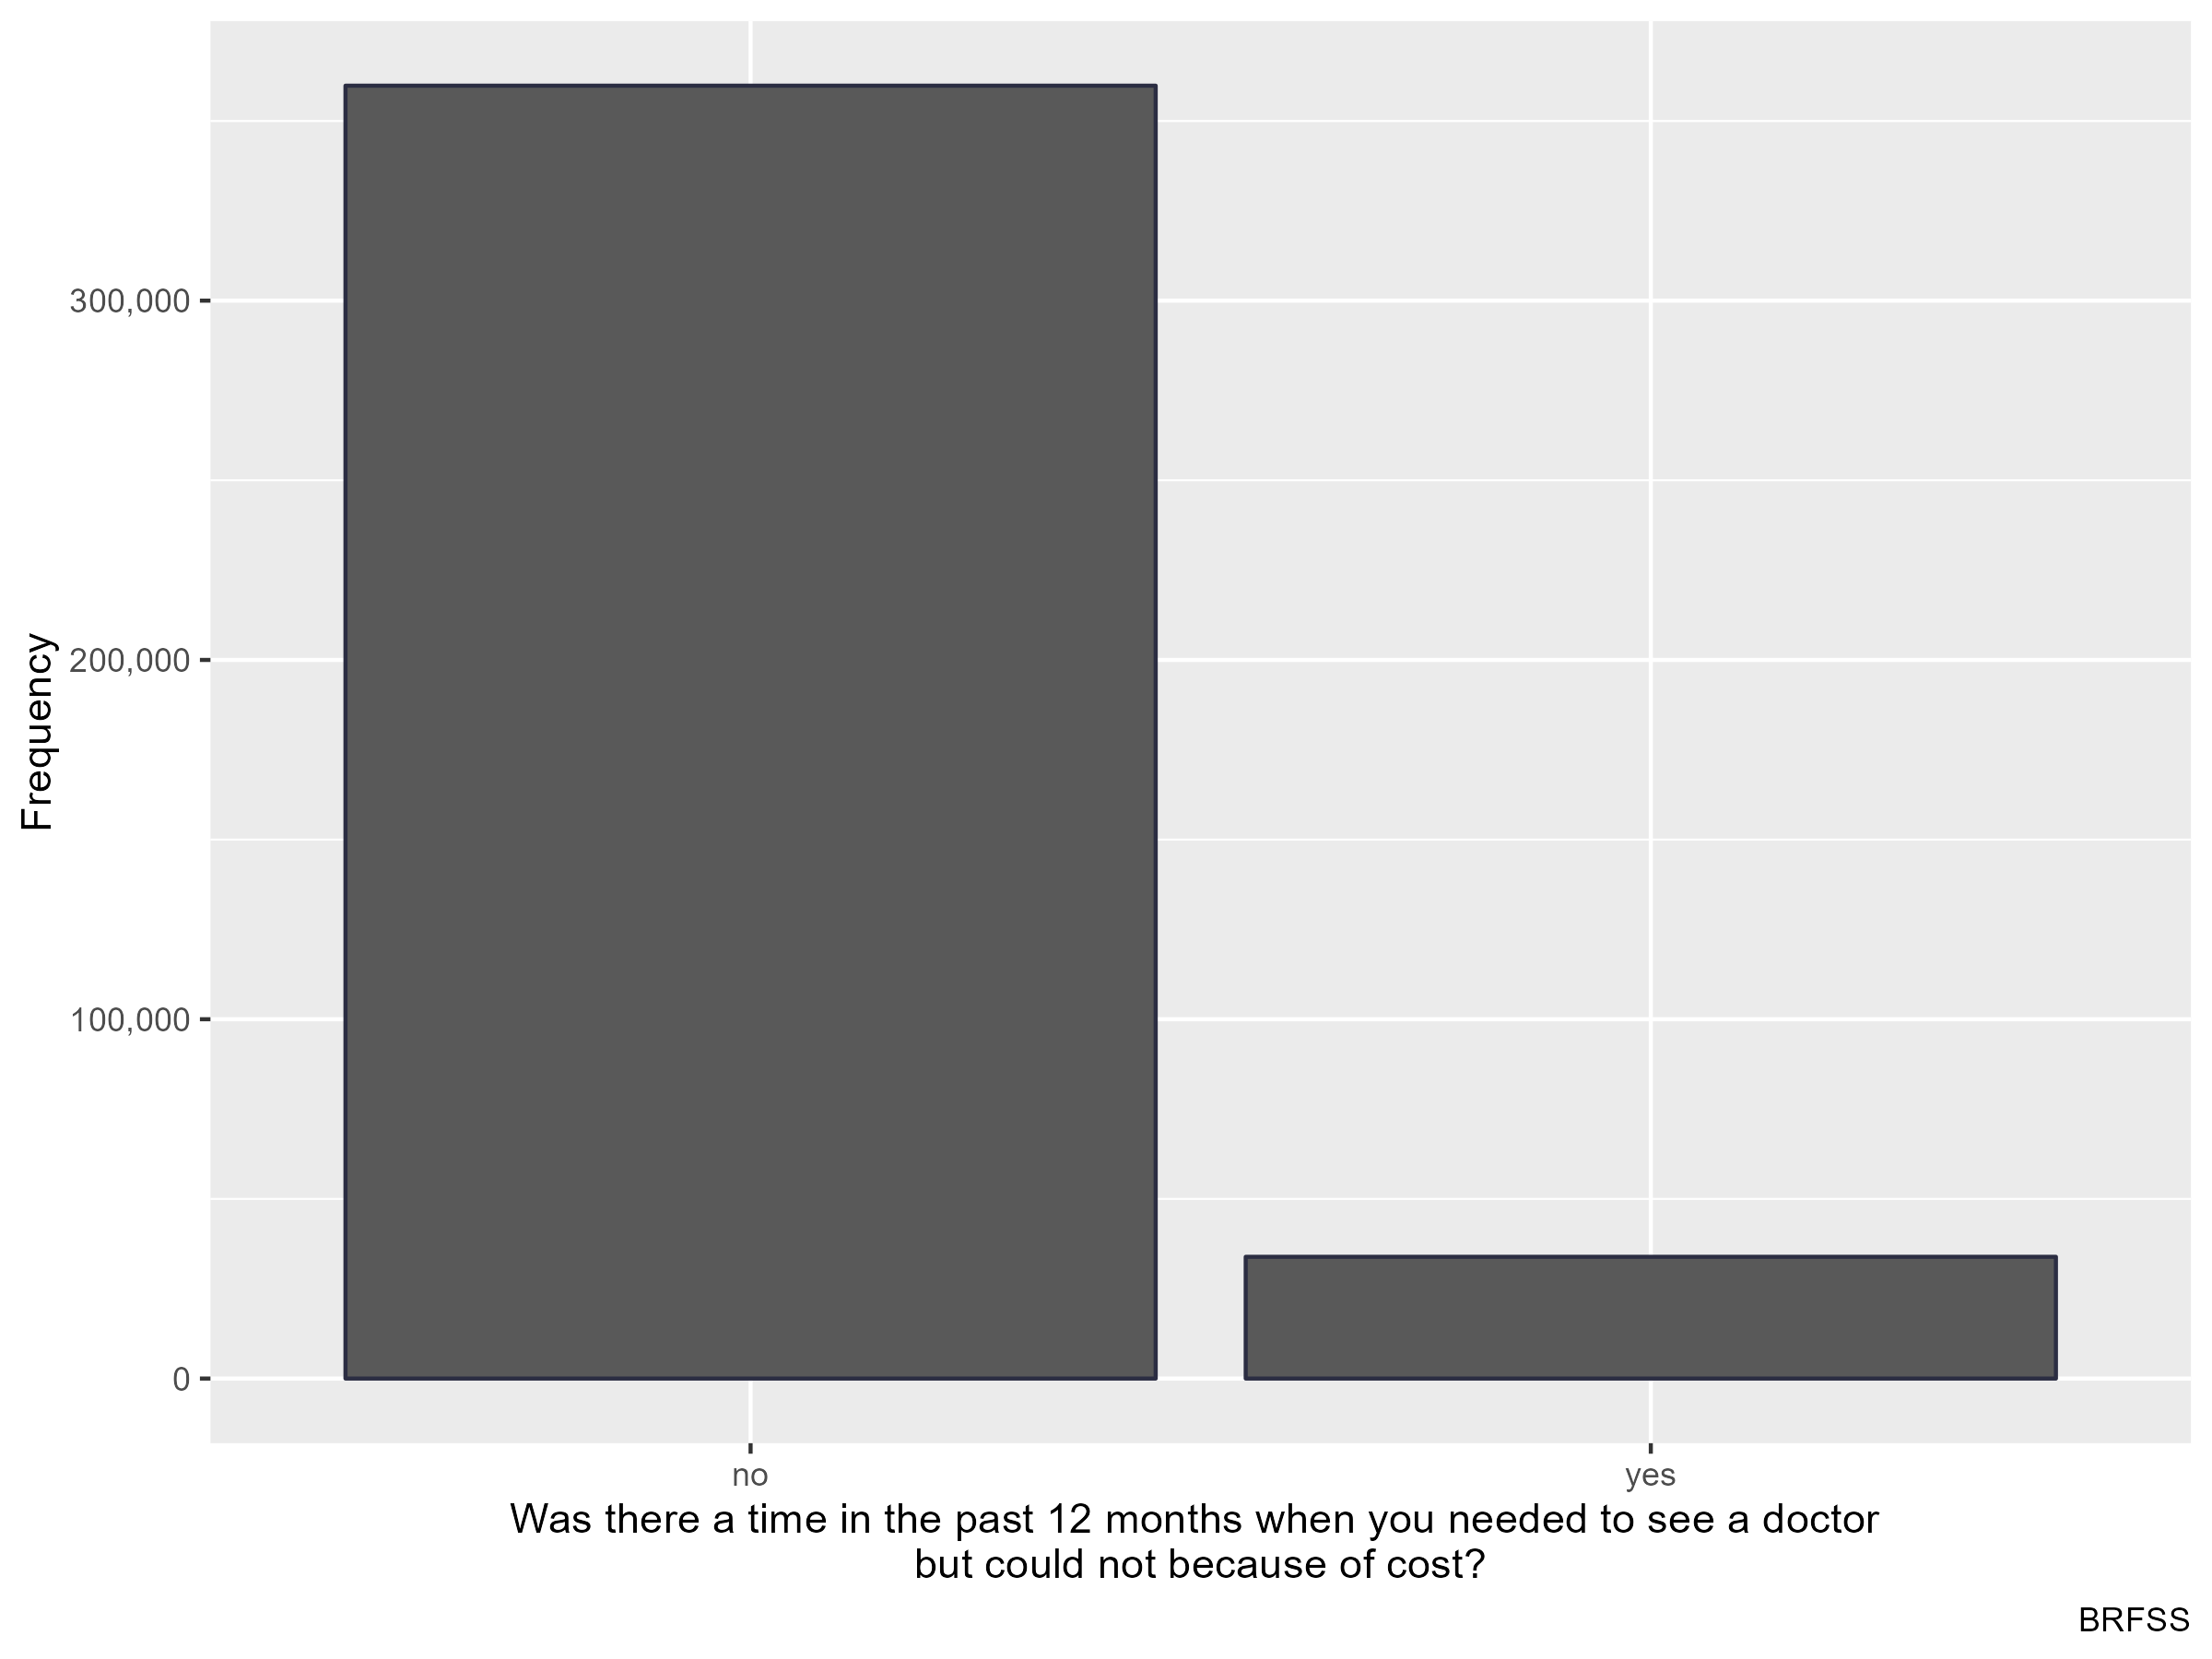 Frequency
300,000
200,000
100,000
0
no yes
Was there a time in the past 12 months when you needed to see a doctor
but could not because of cost?
BRFSS